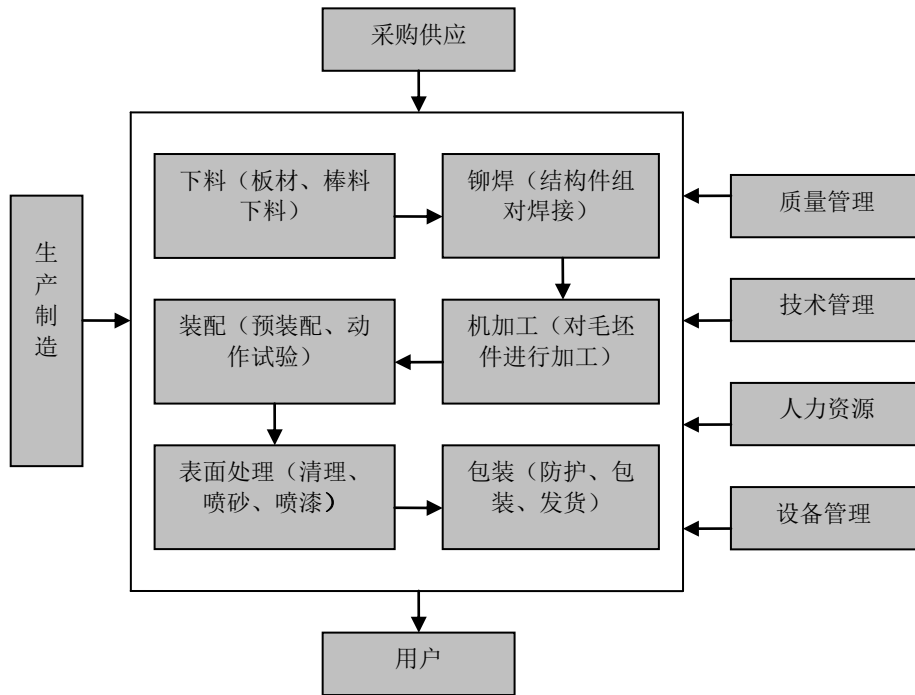 采购供应
下料（板材、棒料
下料）
铆焊（结构件组
对焊接）
质量管理
生
产
制
造
技术管理
装配（预装配、动
作试验）
机加工（对毛坯
件进行加工）
人力资源
表面处理（清理、
喷砂、喷漆）
包装（防护、包
装、发货）
设备管理
用户